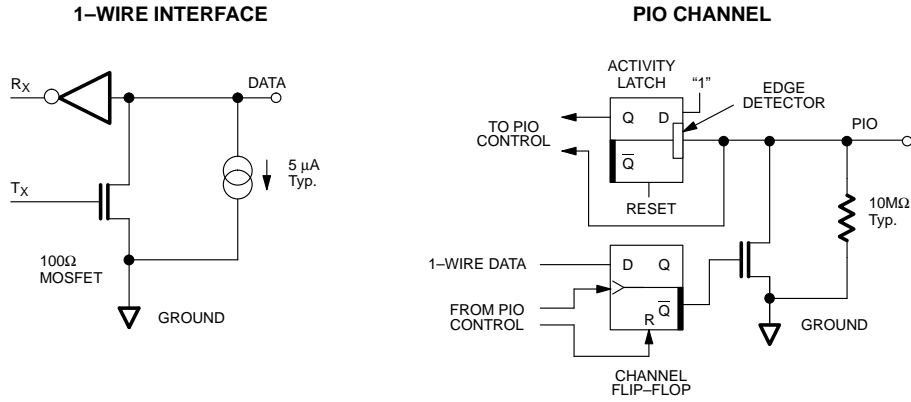 1–WIRE INTERFACE
RX
DATA
5 µA
Typ.
TX
100Ω
MOSFET
GROUND
PIO CHANNEL
ACTIVITY
LATCH
"1"
EDGE
DETECTOR
Q
D
TO PIO
CONTROL
Q
RESET
PIO
10MΩ
Typ.
1–WIRE DATA
D
Q
FROM PIO
CONTROL
Q
R
GROUND
CHANNEL
FLIP–FLOP